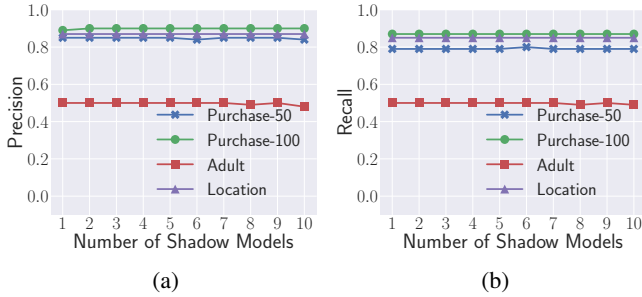 Precision
1.0
0.8
0.6
0.4
0.2
0.0
Purchase-50
Purchase-100
Adult
Location
1 2 3 4 5 6 7 8 9 10
Number of Shadow Models
(a)
Recall
1.0
0.8
0.6
0.4
0.2
0.0
Purchase-50
Purchase-100
Adult
Location
1 2 3 4 5 6 7 8 9 10
Number of Shadow Models
(b)